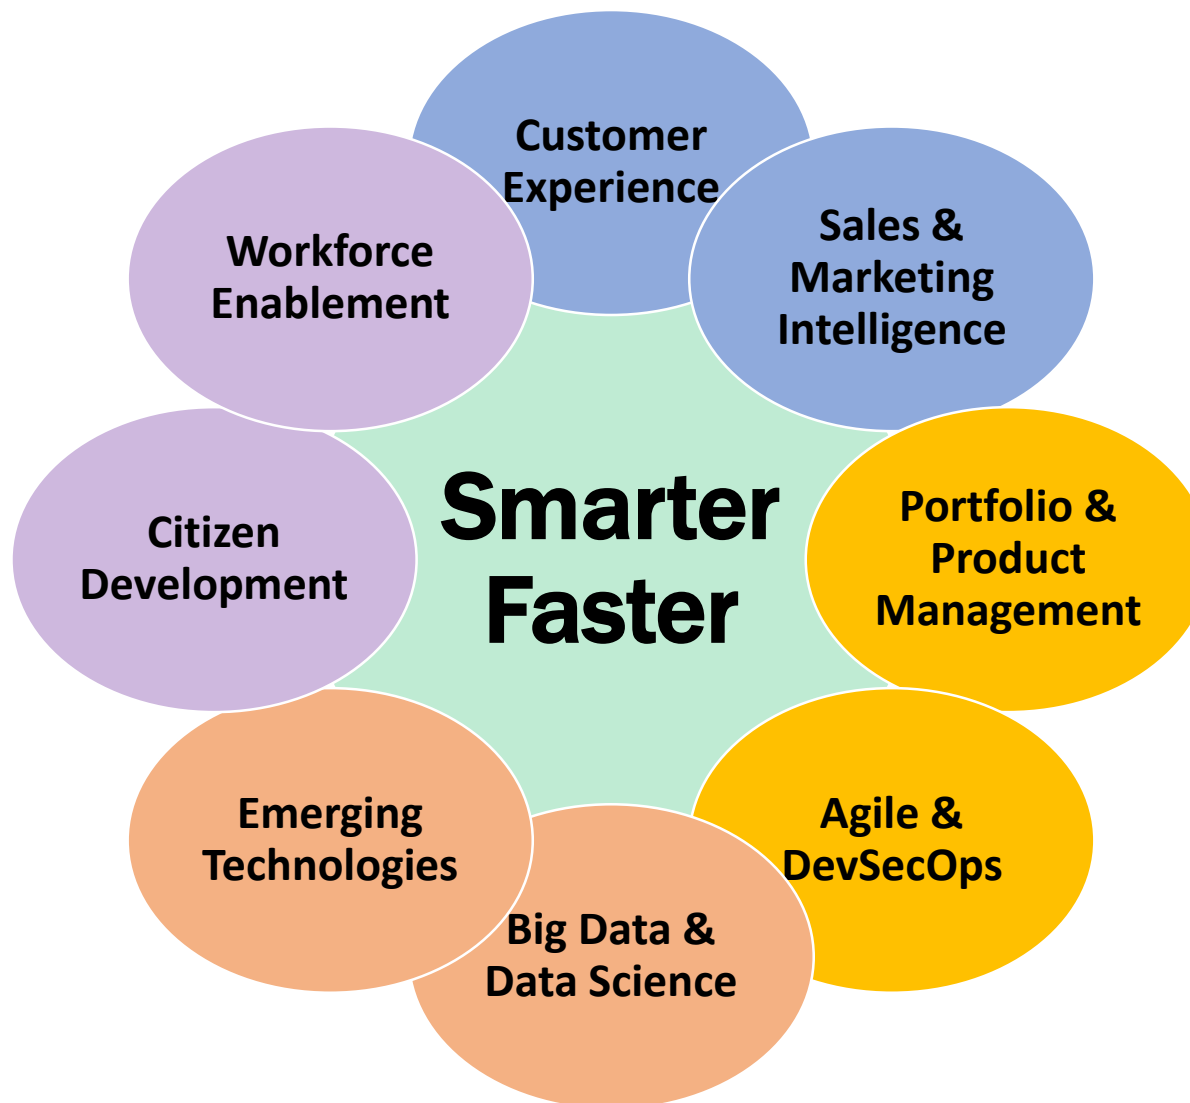 Customer
Experience
Sales &
Marketing
Intelligence
Portfolio &
Product
Management
Agile &
DevSecOps
Big Data &
Data Science
Emerging
Technologies
Citizen
Development
Workforce
Enablement
Smarter
Faster